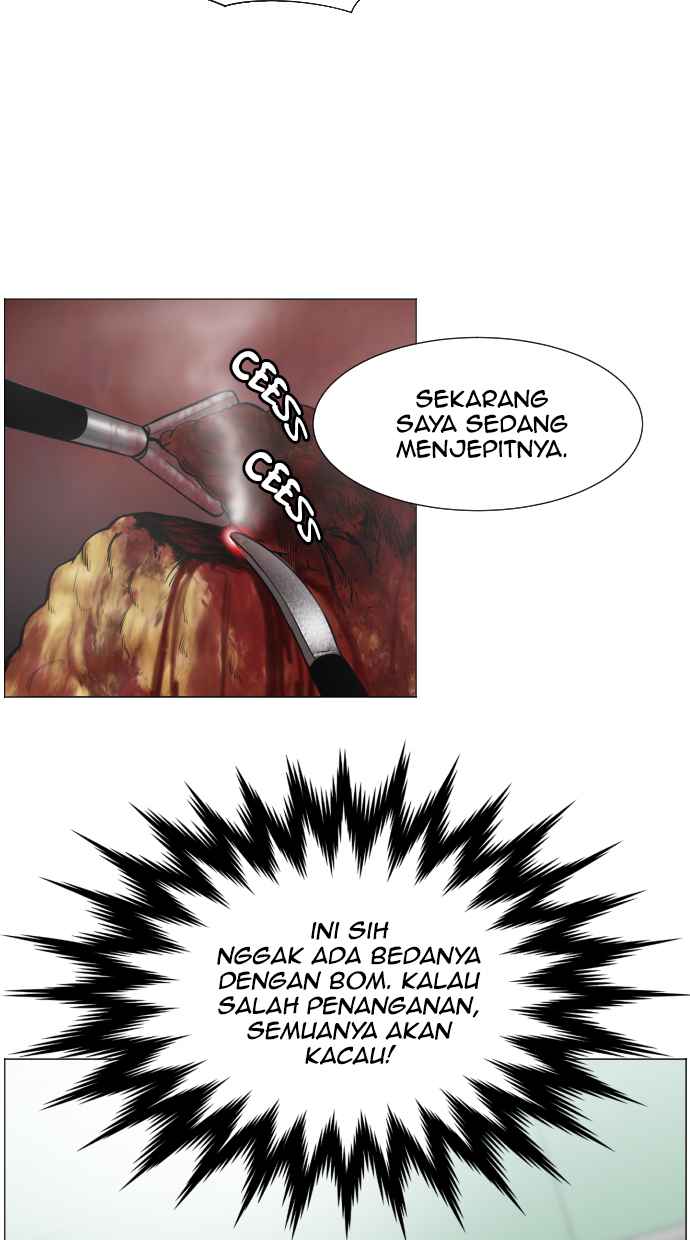 CEESS
CEESS
SEKARANG
SAYA SEDANG
MENJEPITNYA.
INI SIH
NGGAK ADA BEDANYA
DENGAN BOM. KALAU
SALAH PENANGANAN,
SEMUANYA AKAN
KACAU!